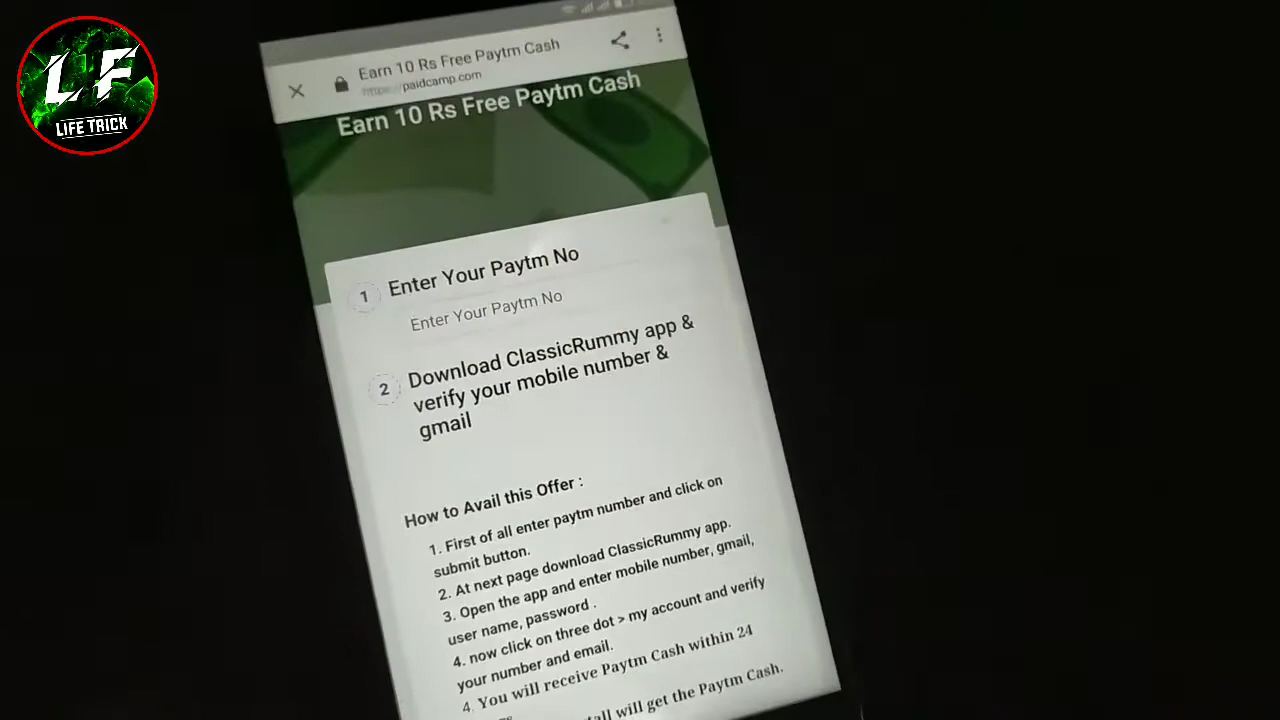 LF
LIFE TRICK
Earn 10 Rs Free Paytm Cash
https://paidcamp.com
Earn 10 Rs Free Paytm Cash
1 Enter Your Paytm No
Enter Your Paytm No
2 Download ClassicRummy app &
verify your mobile number &
gmail
How to Avail this Offer :
1. First of all enter paytm number and click on
submit button.
2. At next page download ClassicRummy app.
3. Open the app and enter mobile number, gmail,
user name, password .
4. now click on three dot > my account and verify
your number and email.
4. You will receive Paytm Cash within 24
will get the Paytm Cash.